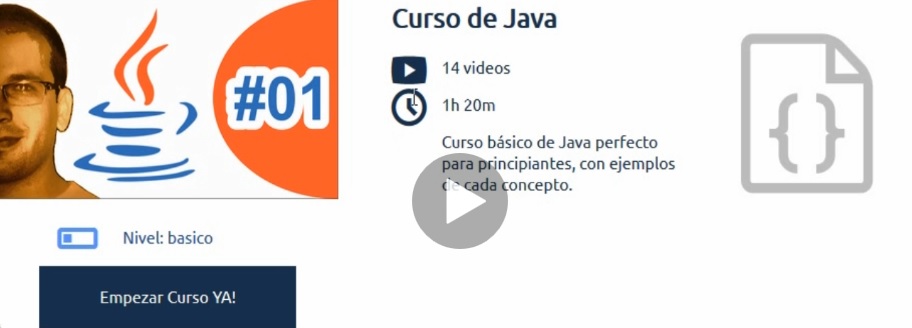 #01
Nivel: basico
Empezar Curso YA!
Curso de Java
14 videos
1h 20m
Curso básico de Java perfecto
para principiantes, con ejemplos
de cada concepto.